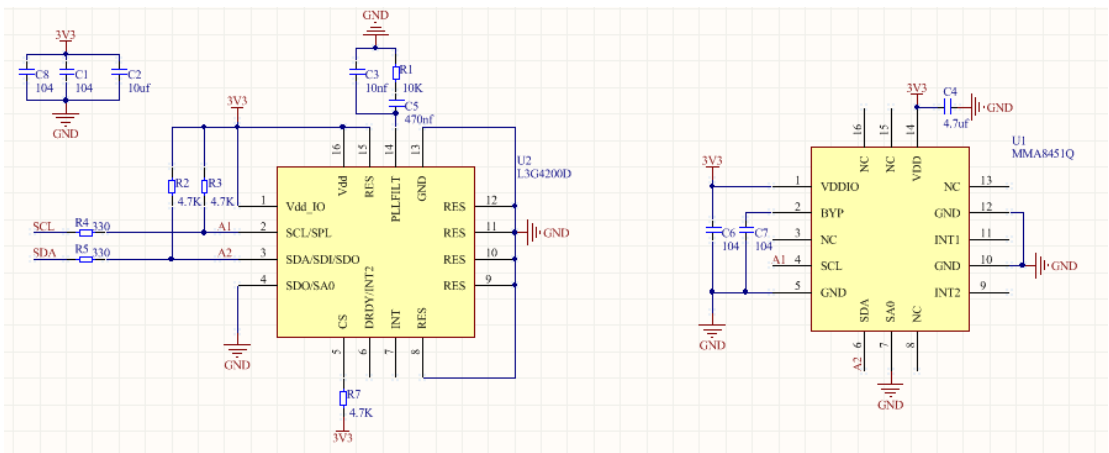 3V3
C8
104
C1
104
C2
10uf
GND
GND
C3
10nf
R1
10K
C5
470nf
3V3
R2
4.7K
R3
4.7K
SCL
R4
330
A1
SDA
R5
330
A2
16
15
14
13
Vdd
RES
PLLFILT
GND
U2
L3G4200D
1
Vdd_IO
2
SCL/SPL
3
SDA/SDI/SDO
4
SDO/SA0
RES
12
RES
11
RES
10
RES
9
GND
CS
DRDY/INT2
INT
RES
5
6
7
8
GND
R7
4.7K
3V3
3V3
C4
4.7uf
GND
16
15
14
NC
NC
VDD
U1
MMA8451Q
3V3
1
VDDIO
2
BYP
3
NC
A1
4
SCL
5
GND
C6
104
C7
104
NC
13
GND
12
INT1
11
GND
10
INT2
9
GND
SDA
SA0
NC
6
7
8
A2
GND
GND